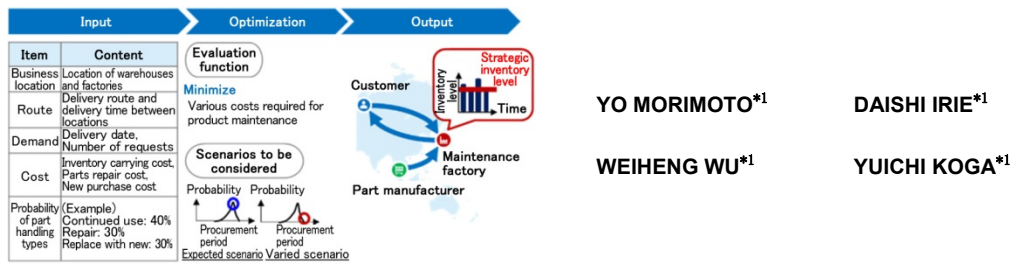 Input
Optimization
Output
Item
Content
Business
location
Location of warehouses
and factories
Route
Delivery route and
delivery time between
locations
Demand
Delivery date,
Number of requests
Cost
Inventory carrying cost,
Parts repair cost,
New purchase cost
Probability
of part
handling
types
(Example)
Continued use: 40%
Repair: 30%
Replace with new: 30%
Evaluation
function
Minimize
Various costs required for
product maintenance
Scenarios to be
considered
Probability
Procurement
period
Expected scenario
Probability
Procurement
period
Varied scenario
Strategic
inventory
level
Inventory
level
Time
Customer
Maintenance
factory
Part manufacturer
YO MORIMOTO*1
DAISHI IRIE*1
WEIHENG WU*1
YUICHI KOGA*1